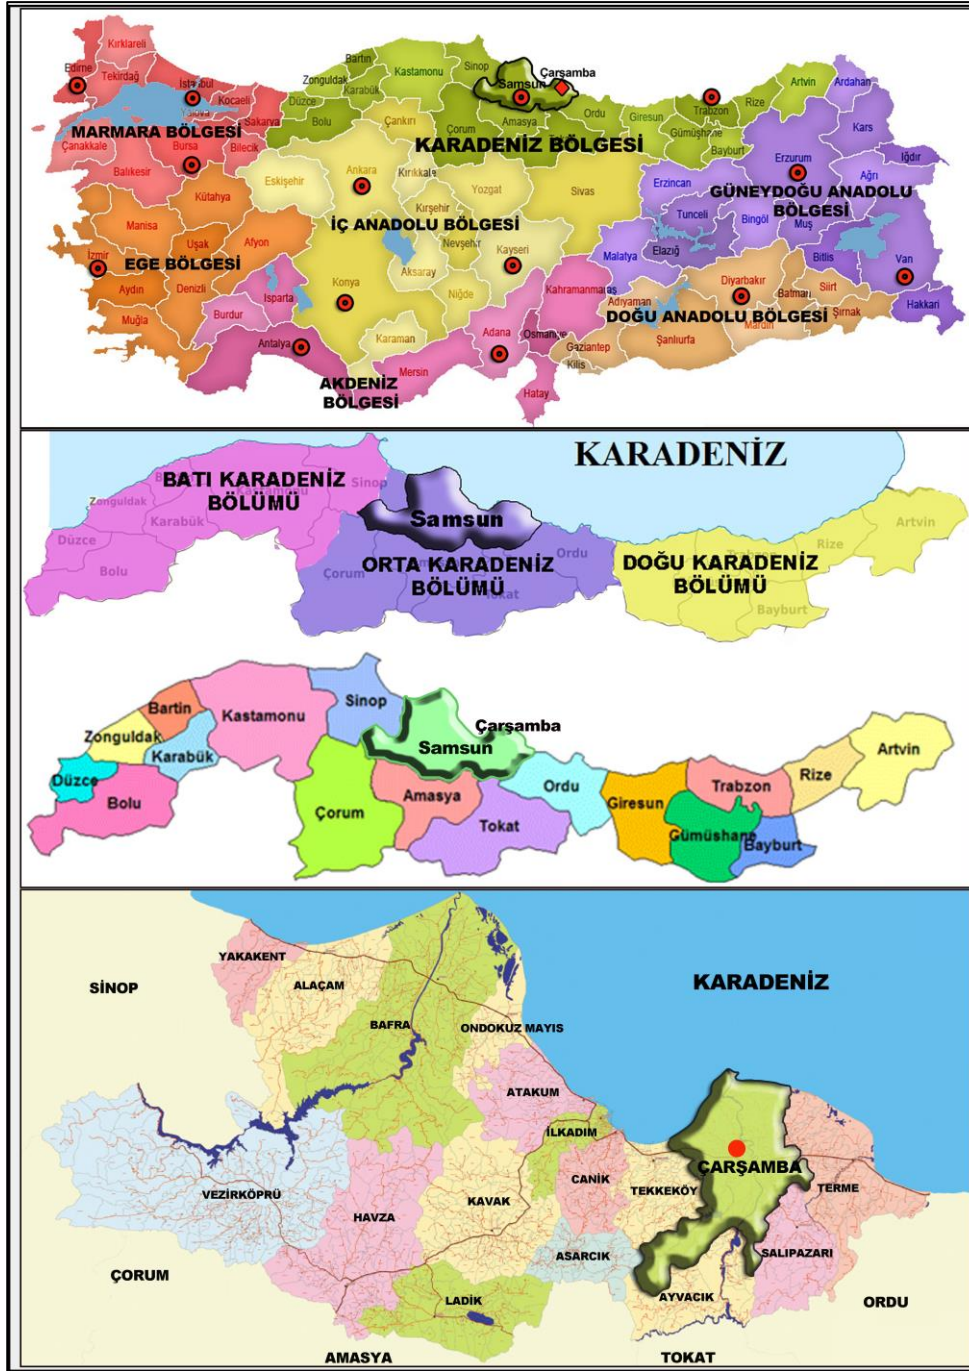 Kırklareli
Edirne
Tekirdağ
İstanbul
Kocaeli
Yalova
Sakarya
MARMARA BÖLGESİ
Çanakkale
Bursa
Bilecik
Balıkesir
Kütahya
Manisa
Uşak
Afyon
İzmir
EGE BÖLGESİ
Aydın
Denizli
Muğla
Bartın
Zonguldak
Karabük
Kastamonu
Sinop
Düzce
Bolu
Çankırı
Samsun
Çarşamba
Çorum
Amasya
Ordu
Giresun
Trabzon
Rize
Artvin
Gümüşhane
Bayburt
KARADENİZ BÖLGESİ
Ardahan
Kars
Iğdır
Erzurum
Ağrı
Erzincan
GÜNEYDOĞU ANADOLU
BÖLGESİ
Tunceli
Bingöl
Muş
Elazığ
Malatya
Bitlis
Van
Hakkari
Eskişehir
Ankara
Kırıkkale
Yozgat
Sivas
Kırşehir
İÇ ANADOLU BÖLGESİ
Nevşehir
Kayseri
Aksaray
Konya
Niğde
Karaman
Isparta
Burdur
Antalya
AKDENİZ
BÖLGESİ
Mersin
Adana
Osmaniye
Kahramanmaraş
Hatay
Adıyaman
Diyarbakır
Batman
Siirt
Şırnak
DOĞU ANADOLU BÖLGESİ
Mardin
Şanlıurfa
Gaziantep
Kilis
KARADENİZ
BATI KARADENİZ
BÖLÜMÜ
Zonguldak
Karabük
Kastamonu
Sinop
Düzce
Bolu
Samsun
ORTA KARADENİZ
BÖLÜMÜ
Çorum
Tokat
Ordu
DOĞU KARADENİZ
BÖLÜMÜ
Trabzon
Rize
Artvin
Bayburt
Bartin
Zonguldak
Karabük
Kastamonu
Sinop
Düzce
Bolu
Çarşamba
Samsun
Çorum
Amasya
Tokat
Ordu
Giresun
Trabzon
Gümüshane
Bayburt
Rize
Artvin
SİNOP
YAKAKENT
ALAÇAM
BAFRA
ONDOKUZ MAYIS
KARADENİZ
ATAKUM
İLKADIM
CANİK
TEKKEKÖY
ÇARŞAMBA
TERME
VEZİRKÖPRÜ
HAVZA
KAVAK
ASARCIK
SALIPAZARI
AYVACIK
LADİK
ÇORUM
ORDU
AMASYA
TOKAT